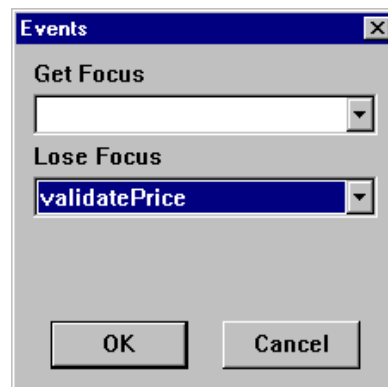 Events
Get Focus
Lose Focus
validatePrice
OK Cancel